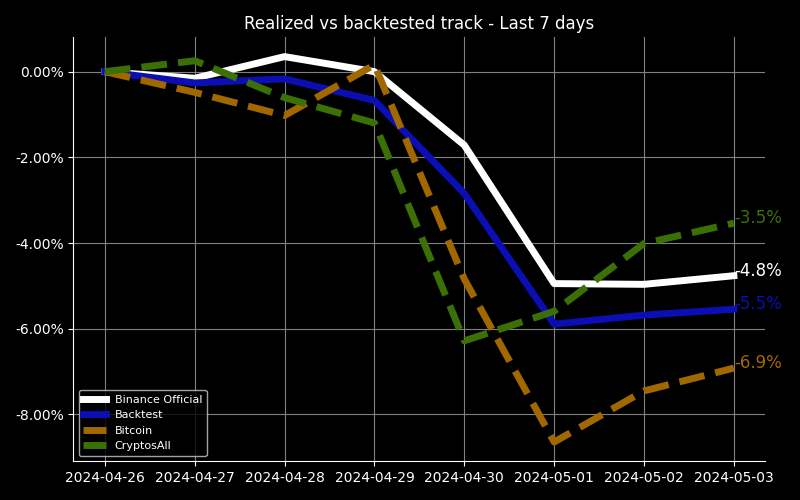 Realized vs backtested track - Last 7 days
0.00%
-2.00%
-4.00%
-6.00%
-8.00%
-3.5%
-4.8%
-5.5%
-6.9%
Binance Official
Backtest
Bitcoin
CryptosAll
2024-04-26 2024-04-27 2024-04-28 2024-04-29 2024-04-30 2024-05-01 2024-05-02 2024-05-03